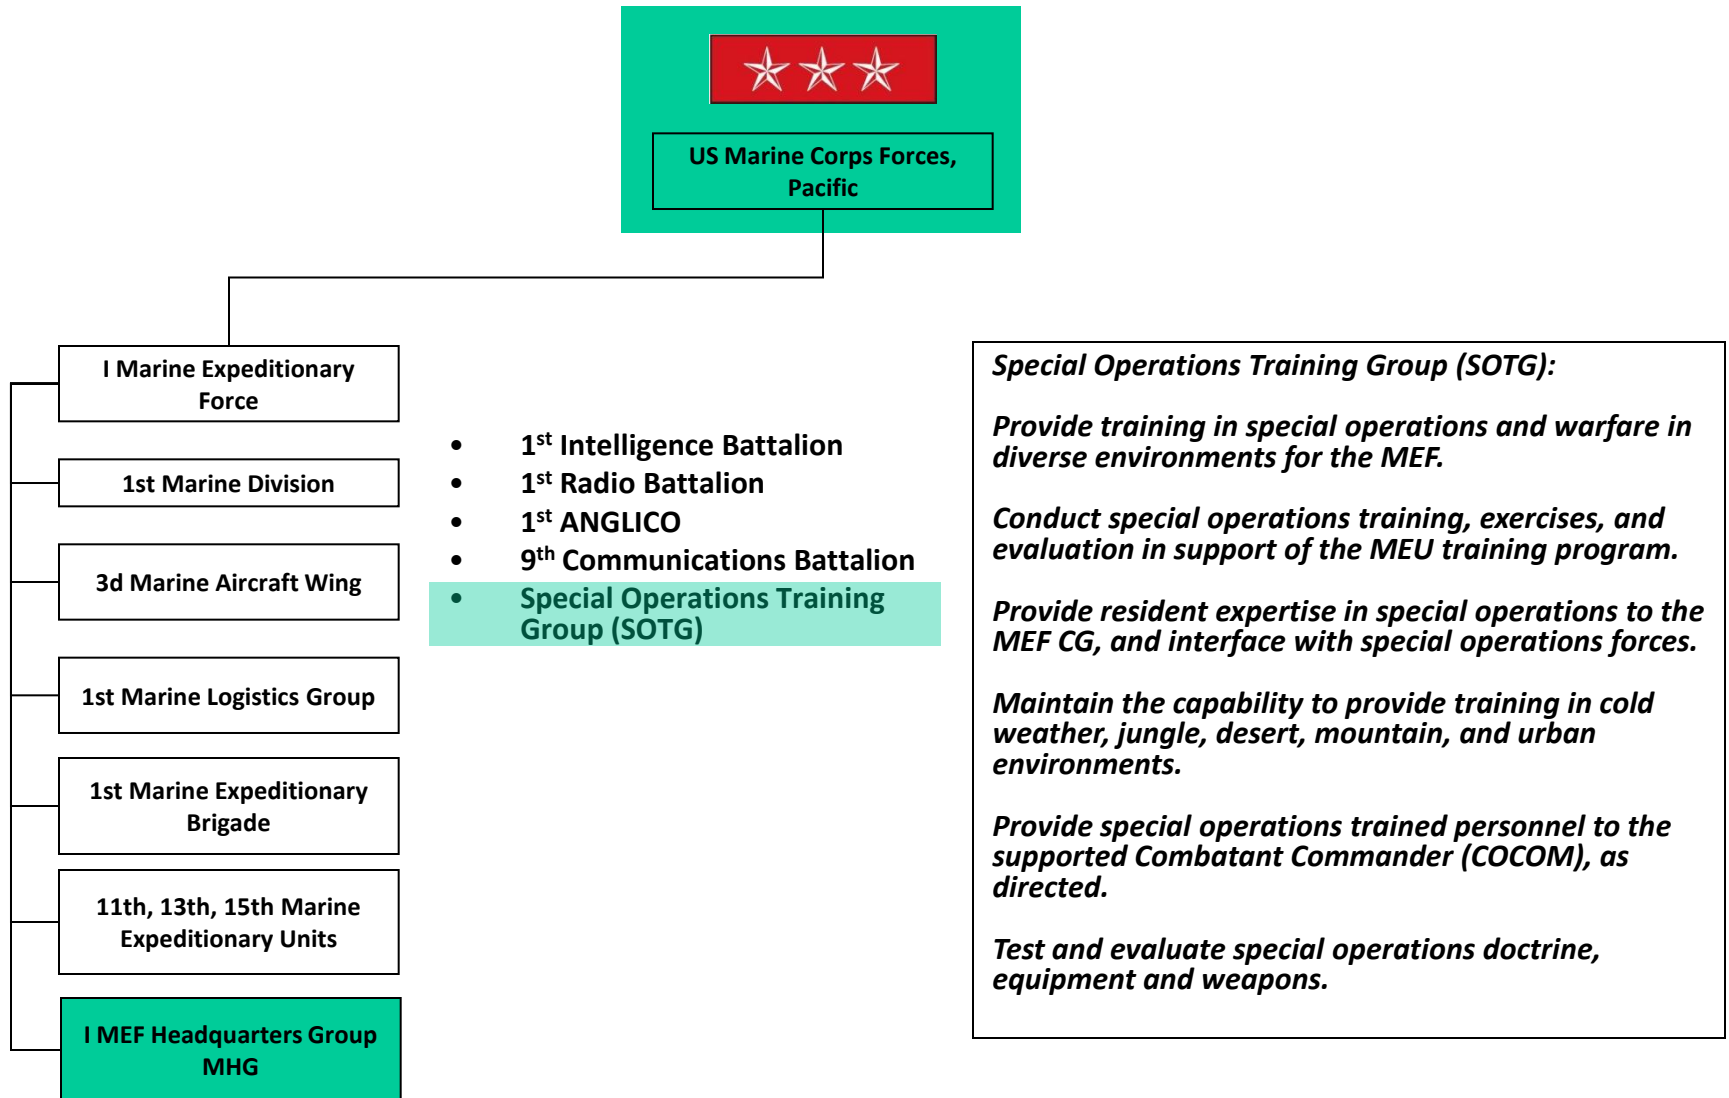 US Marine Corps Forces,
Pacific
I Marine Expeditionary
Force
1st Marine Division
3d Marine Aircraft Wing
1st Marine Logistics Group
1st Marine Expeditionary
Brigade
11th, 13th, 15th Marine
Expeditionary Units
I MEF Headquarters Group
MHG
• 1st Intelligence Battalion
• 1st Radio Battalion
• 1st ANGLICO
• 9th Communications Battalion
• Special Operations Training
Group (SOTG)
Special Operations Training Group (SOTG):
Provide training in special operations and warfare in
diverse environments for the MEF.
Conduct special operations training, exercises, and
evaluation in support of the MEU training program.
Provide resident expertise in special operations to the
MEF CG, and interface with special operations forces.
Maintain the capability to provide training in cold
weather, jungle, desert, mountain, and urban
environments.
Provide special operations trained personnel to the
supported Combatant Commander (COCOM), as
directed.
Test and evaluate special operations doctrine,
equipment and weapons.